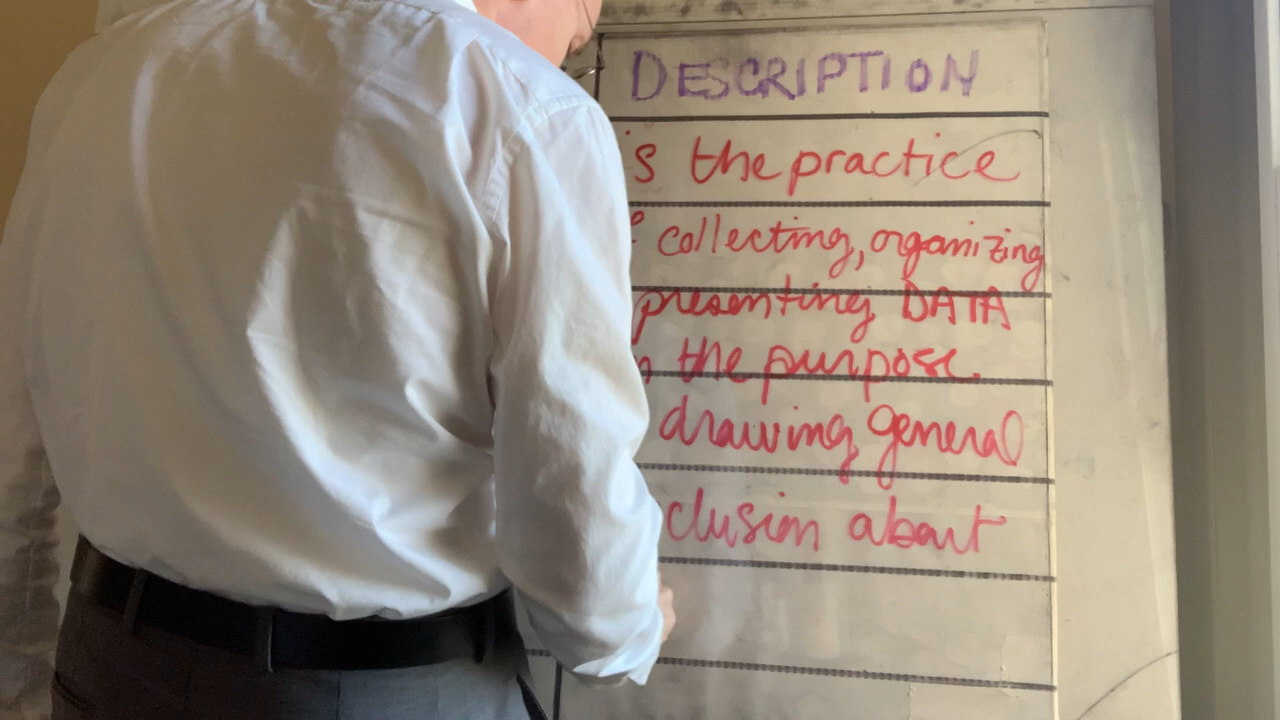 DESCRIPTION
s the practice
collecting, organizing
presenting DATA
the purpose
drawing general
clusion about